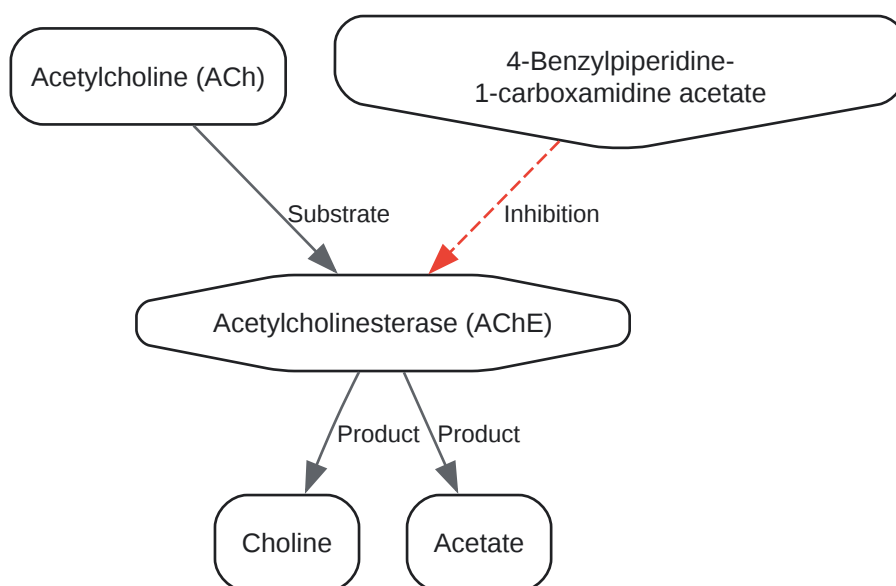 Acetylcholine (ACh)
4-Benzylpiperidine-
1-carboxamidine acetate
Substrate
Inhibition
Acetylcholinesterase (AChE)
Product
Product
Choline
Acetate